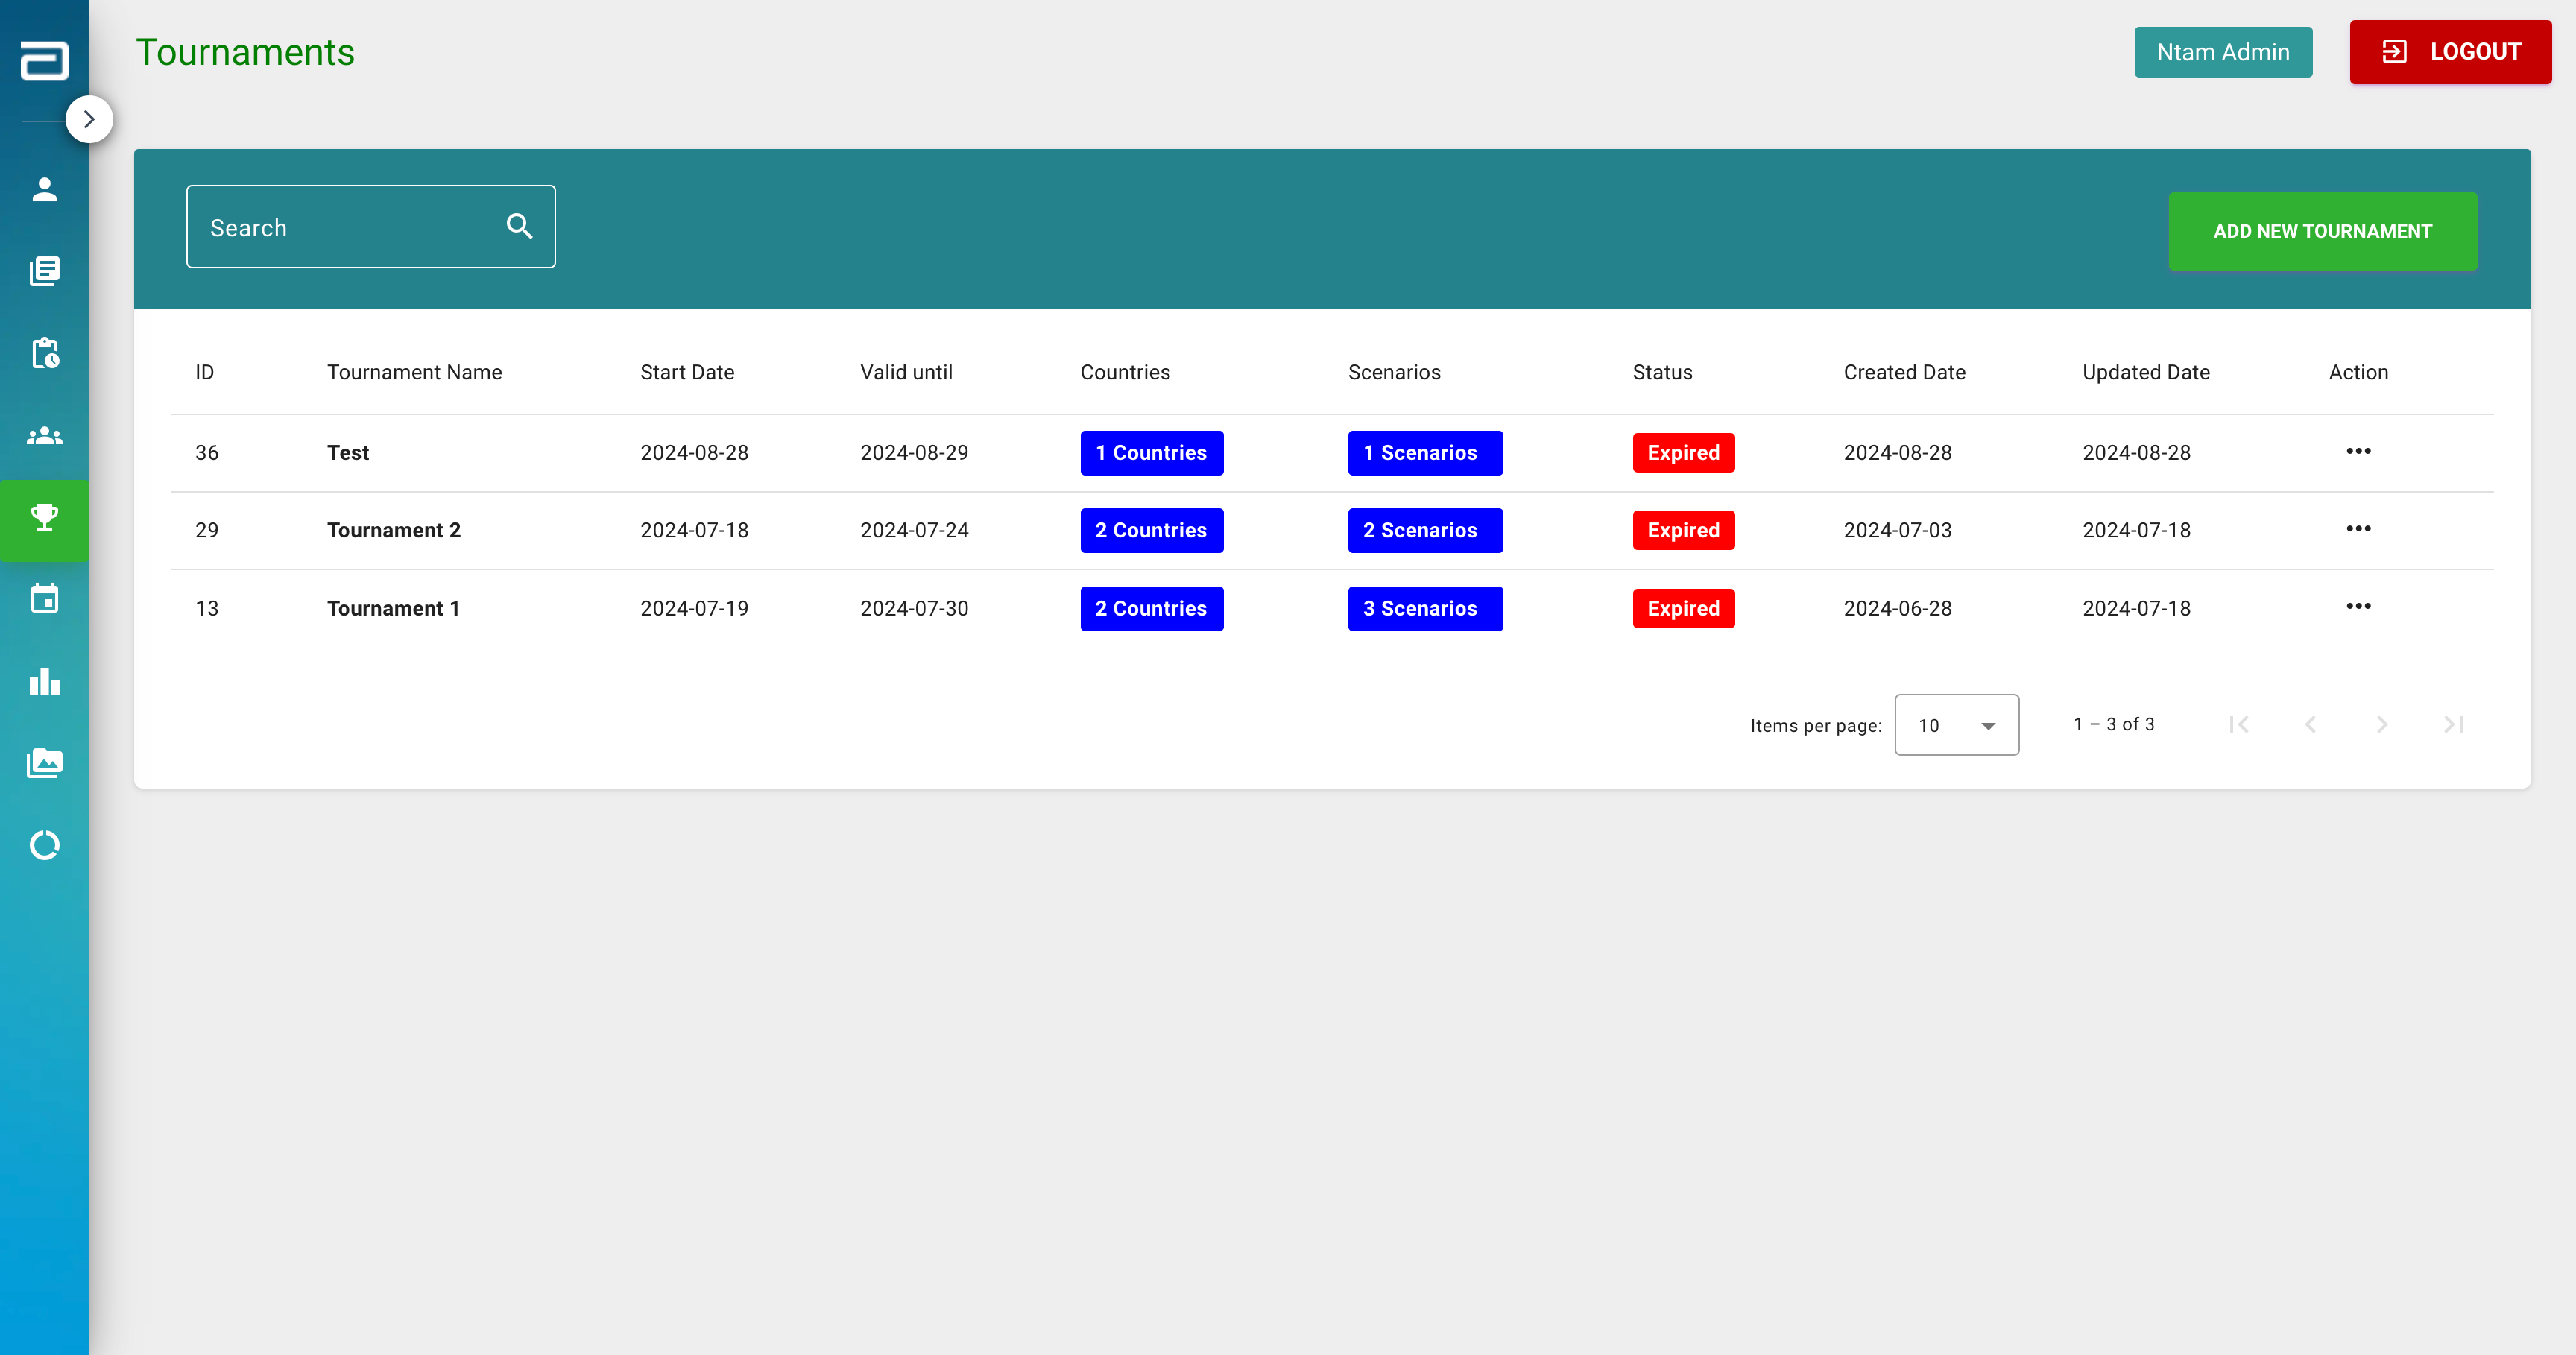 Tournaments
Ntam Admin
LOGOUT
Search
ADD NEW TOURNAMENT
ID Tournament Name Start Date Valid until Countries Scenarios Status Created Date Updated Date Action
36 Test 2024-08-28 2024-08-29 1 Countries 1 Scenarios Expired 2024-08-28 2024-08-28
29 Tournament 2 2024-07-18 2024-07-24 2 Countries 2 Scenarios Expired 2024-07-03 2024-07-18
13 Tournament 1 2024-07-19 2024-07-30 2 Countries 3 Scenarios Expired 2024-06-28 2024-07-18
Items per page: 10 1 – 3 of 3